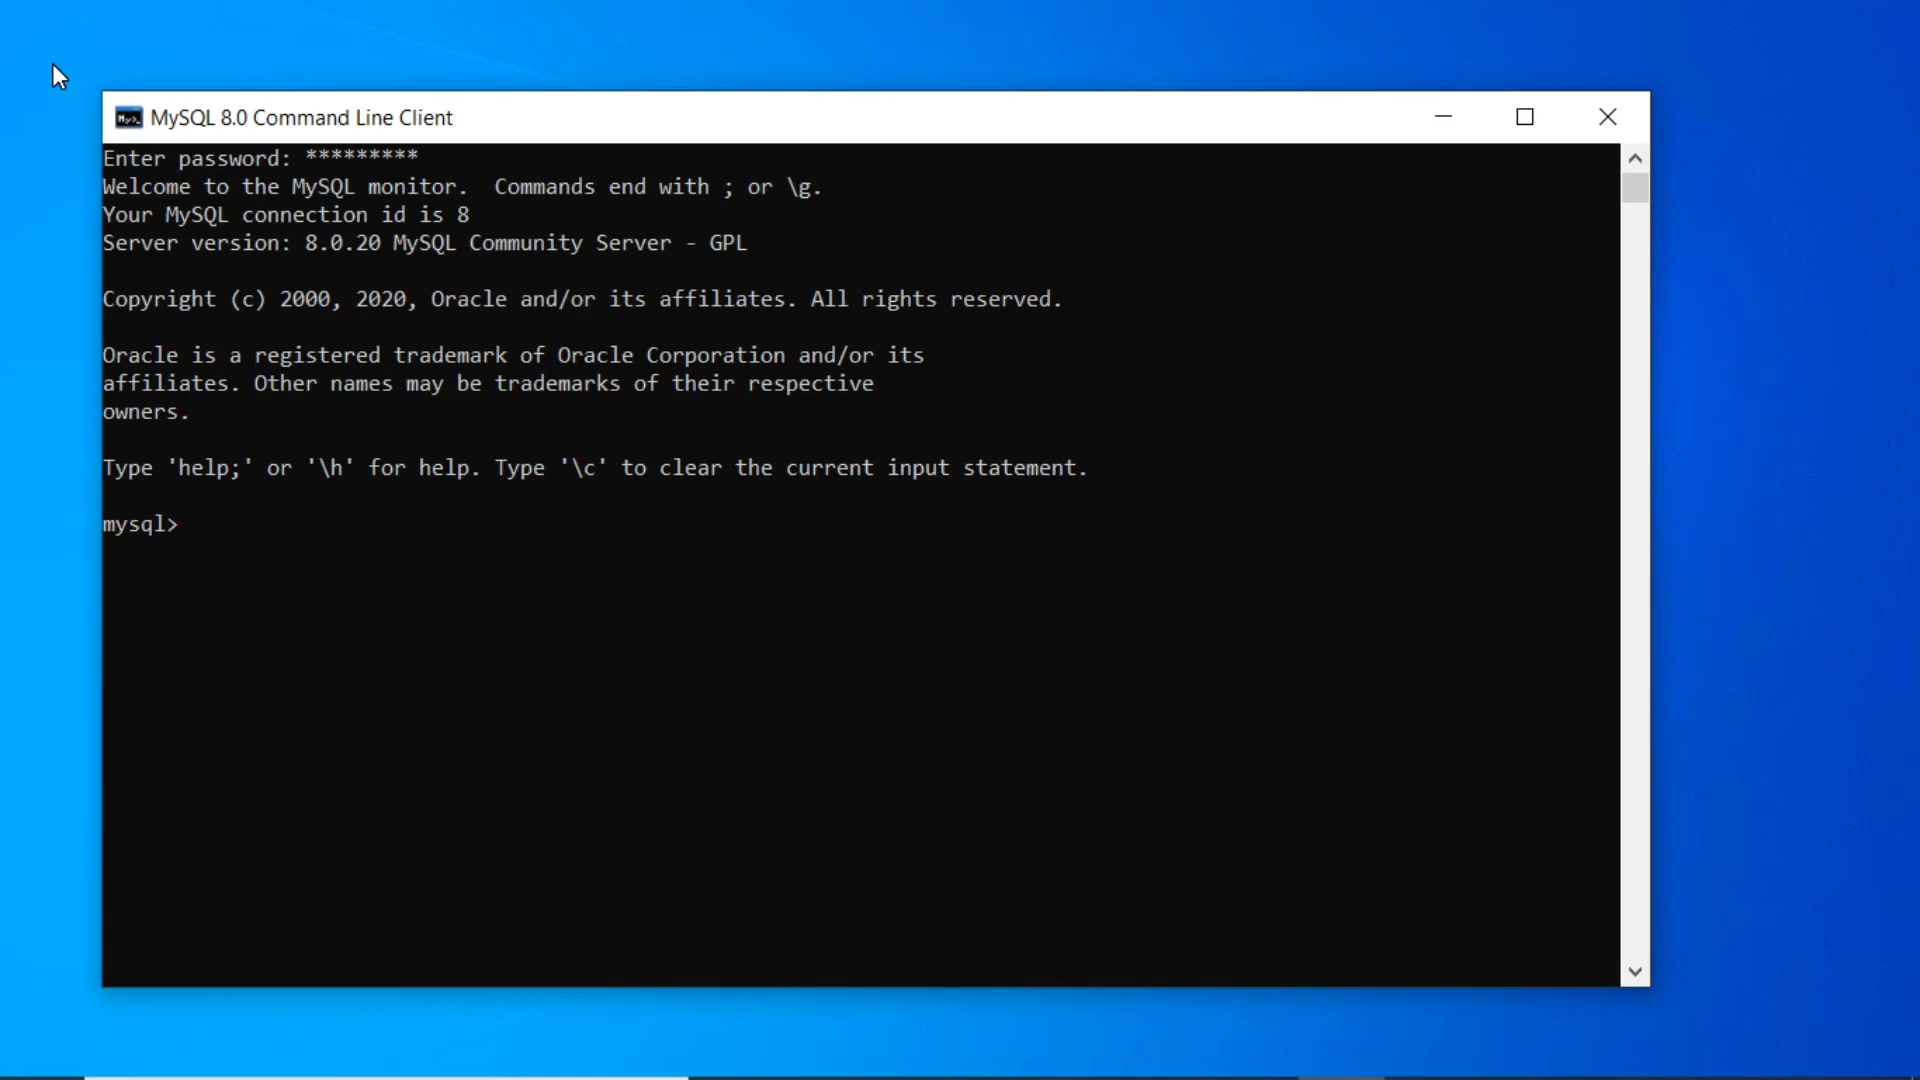 MySQL 8.0 Command Line Client
Enter password: *********
Welcome to the MySQL monitor.  Commands end with ; or \g.
Your MySQL connection id is 8
Server version: 8.0.20 MySQL Community Server - GPL
Copyright (c) 2000, 2020, Oracle and/or its affiliates. All rights reserved.
Oracle is a registered trademark of Oracle Corporation and/or its
affiliates. Other names may be trademarks of their respective
owners.
Type 'help;' or '\h' for help. Type '\c' to clear the current input statement.
mysql>